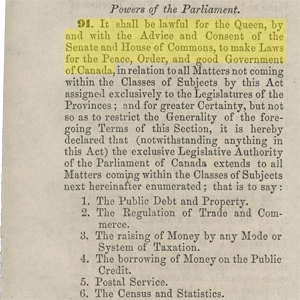 Powers of the Parliament.
91. It shall be lawful for the Queen, by
and with the Advice and Consent of the
Senate and House of Commons, to make Laws
for the Peace, Order, and good Government
of Canada, in relation to all Matters not coming
within the Classes of Subjects by this Act
assigned exclusively to the Legislatures of the
Provinces; and for greater Certainty, but not
so as to restrict the Generality of the fore-
going Terms of this Section, it is hereby
declared that (notwithstanding anything in
this Act) the exclusive Legislative Authority
of the Parliament of Canada extends to all
Matters coming within the Classes of Subjects
next hereinafter enumerated; that is to say:
1. The Public Debt and Property.
2. The Regulation of Trade and Com-
merce.
3. The raising of Money by any Mode or
System of Taxation.
4. The borrowing of Money on the Public
Credit.
5. Postal Service.
6. The Census and Statistics.